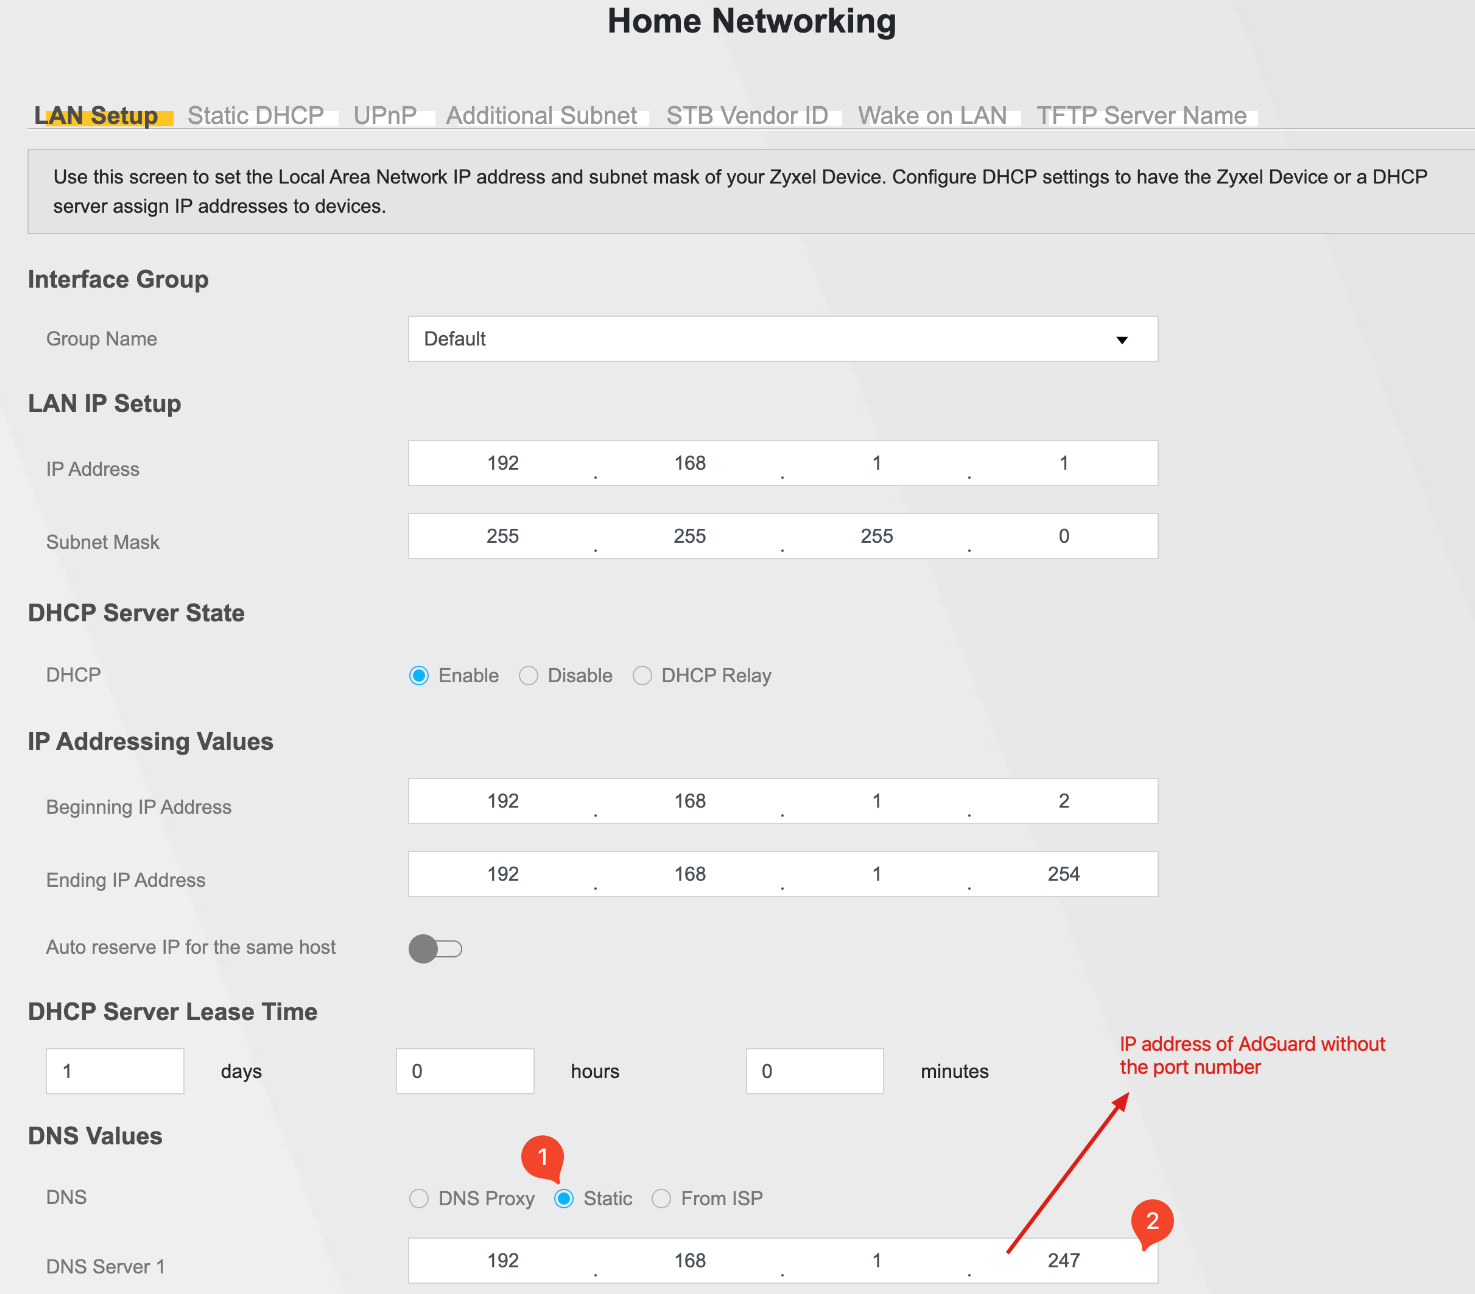 Home Networking
LAN Setup Static DHCP UPnP Additional Subnet STB Vendor ID Wake on LAN TFTP Server Name
Use this screen to set the Local Area Network IP address and subnet mask of your Zyxel Device. Configure DHCP settings to have the Zyxel Device or a DHCP
server assign IP addresses to devices.
Interface Group
Group Name Default
LAN IP Setup
IP Address 192 . 168 . 1 . 1
Subnet Mask 255 . 255 . 255 . 0
DHCP Server State
DHCP Enable Disable DHCP Relay
IP Addressing Values
Beginning IP Address 192 . 168 . 1 . 2
Ending IP Address 192 . 168 . 1 . 254
Auto reserve IP for the same host
DHCP Server Lease Time
IP address of AdGuard without
the port number
1 days 0 hours 0 minutes
DNS Values
1
DNS DNS Proxy Static From ISP
2
DNS Server 1 192 . 168 . 1 . 247